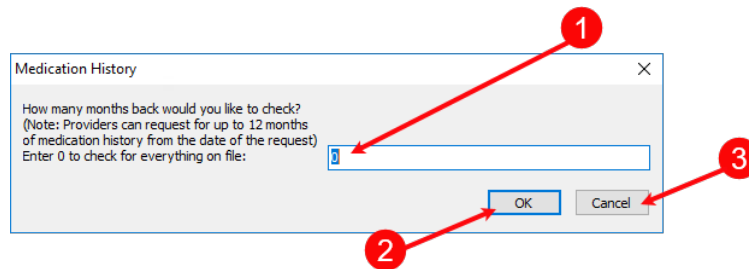 1
Medication History
How many months back would you like to check?
(Note: Providers can request for up to 12 months
of medication history from the date of the request)
Enter 0 to check for everything on file:
0
OK
Cancel
3
2